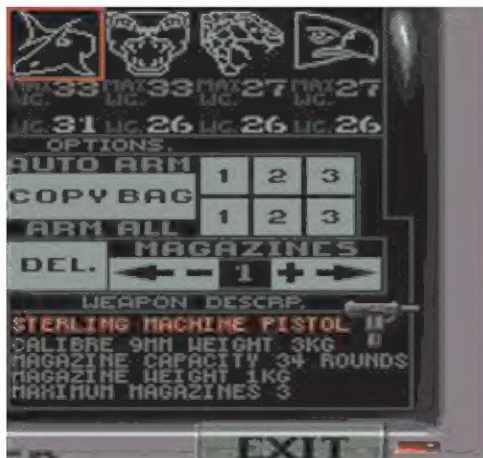 MAX 33 MAX 33 MAX 27 MAX 27
WG. WG. WG. WG.
WG. 31 WG. 26 WG. 26 WG. 26
OPTIONS.
AUTO ARM 1 2 3
COPY BAG
ARM ALL 1 2 3
DEL. MAGAZINES
- 1 +
WEAPON DESCRP.
STERLING MACHINE PISTOL
CALIBRE 9MM WEIGHT 3KG
MAGAZINE CAPACITY 34 ROUNDS
MAGAZINE WEIGHT 1KG
MAXIMUM MAGAZINES 3
EXIT